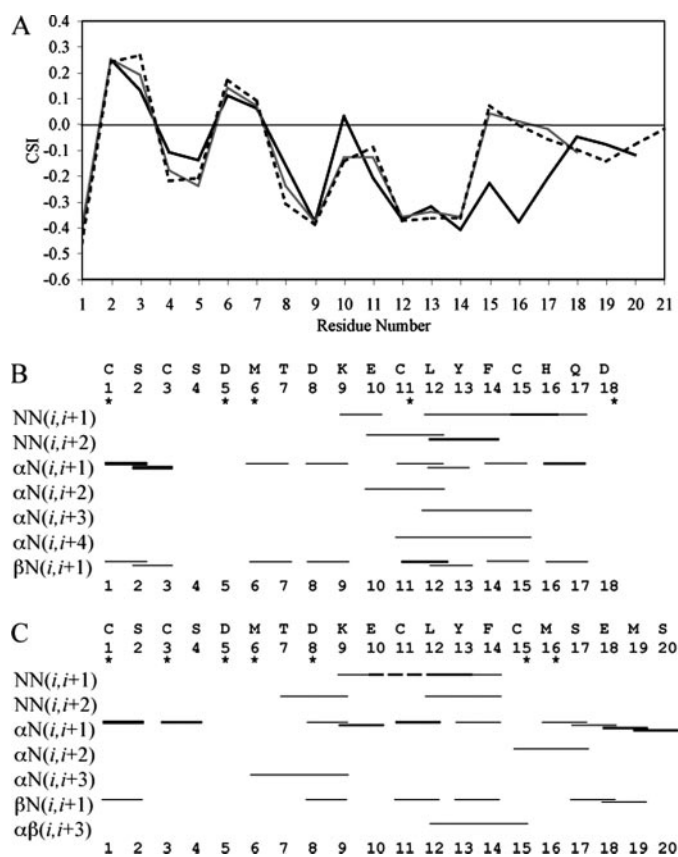 A
0.4
0.3
0.2
0.1
0.0
-0.1
-0.2
-0.3
-0.4
-0.5
-0.6
CSI
1 2 3 4 5 6 7 8 9 10 11 12 13 14 15 16 17 18 19 20 21
Residue Number
B
C S C S D M T D K E C L Y F C H Q D
1 2 3 4 5 6 7 8 9 10 11 12 13 14 15 16 17 18
* * * * *
NN(i,i+1)
NN(i,i+2)
αN(i,i+1)
αN(i,i+2)
αN(i,i+3)
αN(i,i+4)
βN(i,i+1)
1 2 3 4 5 6 7 8 9 10 11 12 13 14 15 16 17 18
C
C S C S D M T D K E C L Y F C M S E M S
1 2 3 4 5 6 7 8 9 10 11 12 13 14 15 16 17 18 19 20
* * * * * * *
NN(i,i+1)
NN(i,i+2)
αN(i,i+1)
αN(i,i+2)
αN(i,i+3)
βN(i,i+1)
αβ(i,i+3)
1 2 3 4 5 6 7 8 9 10 11 12 13 14 15 16 17 18 19 20